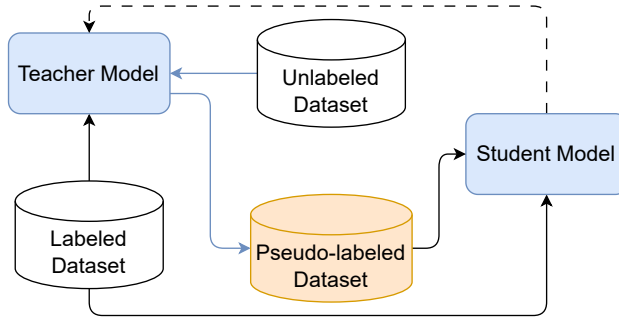 Teacher Model
Unlabeled
Dataset
Student Model
Labeled
Dataset
Pseudo-labeled
Dataset